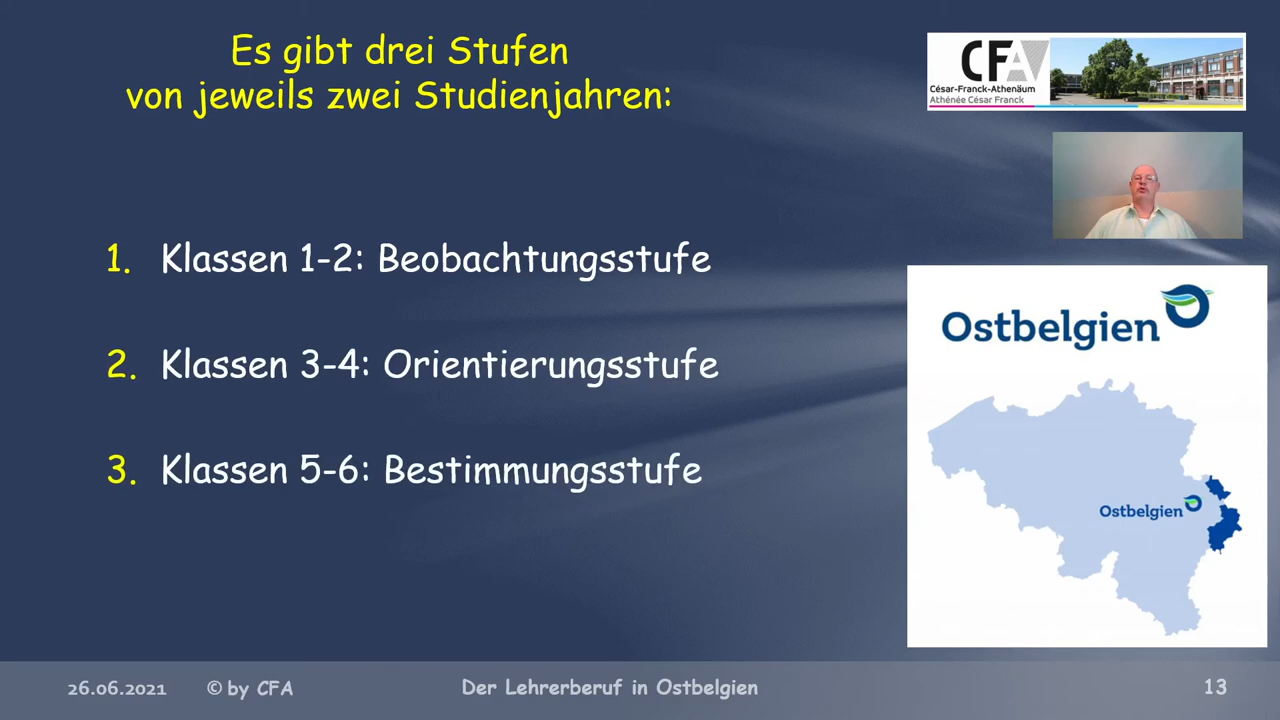 Es gibt drei Stufen
von jeweils zwei Studienjahren:
CFA
César-Franck-Athenäum
Athénée César Franck
1. Klassen 1-2: Beobachtungsstufe
2. Klassen 3-4: Orientierungsstufe
3. Klassen 5-6: Bestimmungsstufe
Ostbelgien
Ostbelgien
26.06.2021 © by CFA Der Lehrerberuf in Ostbelgien 13